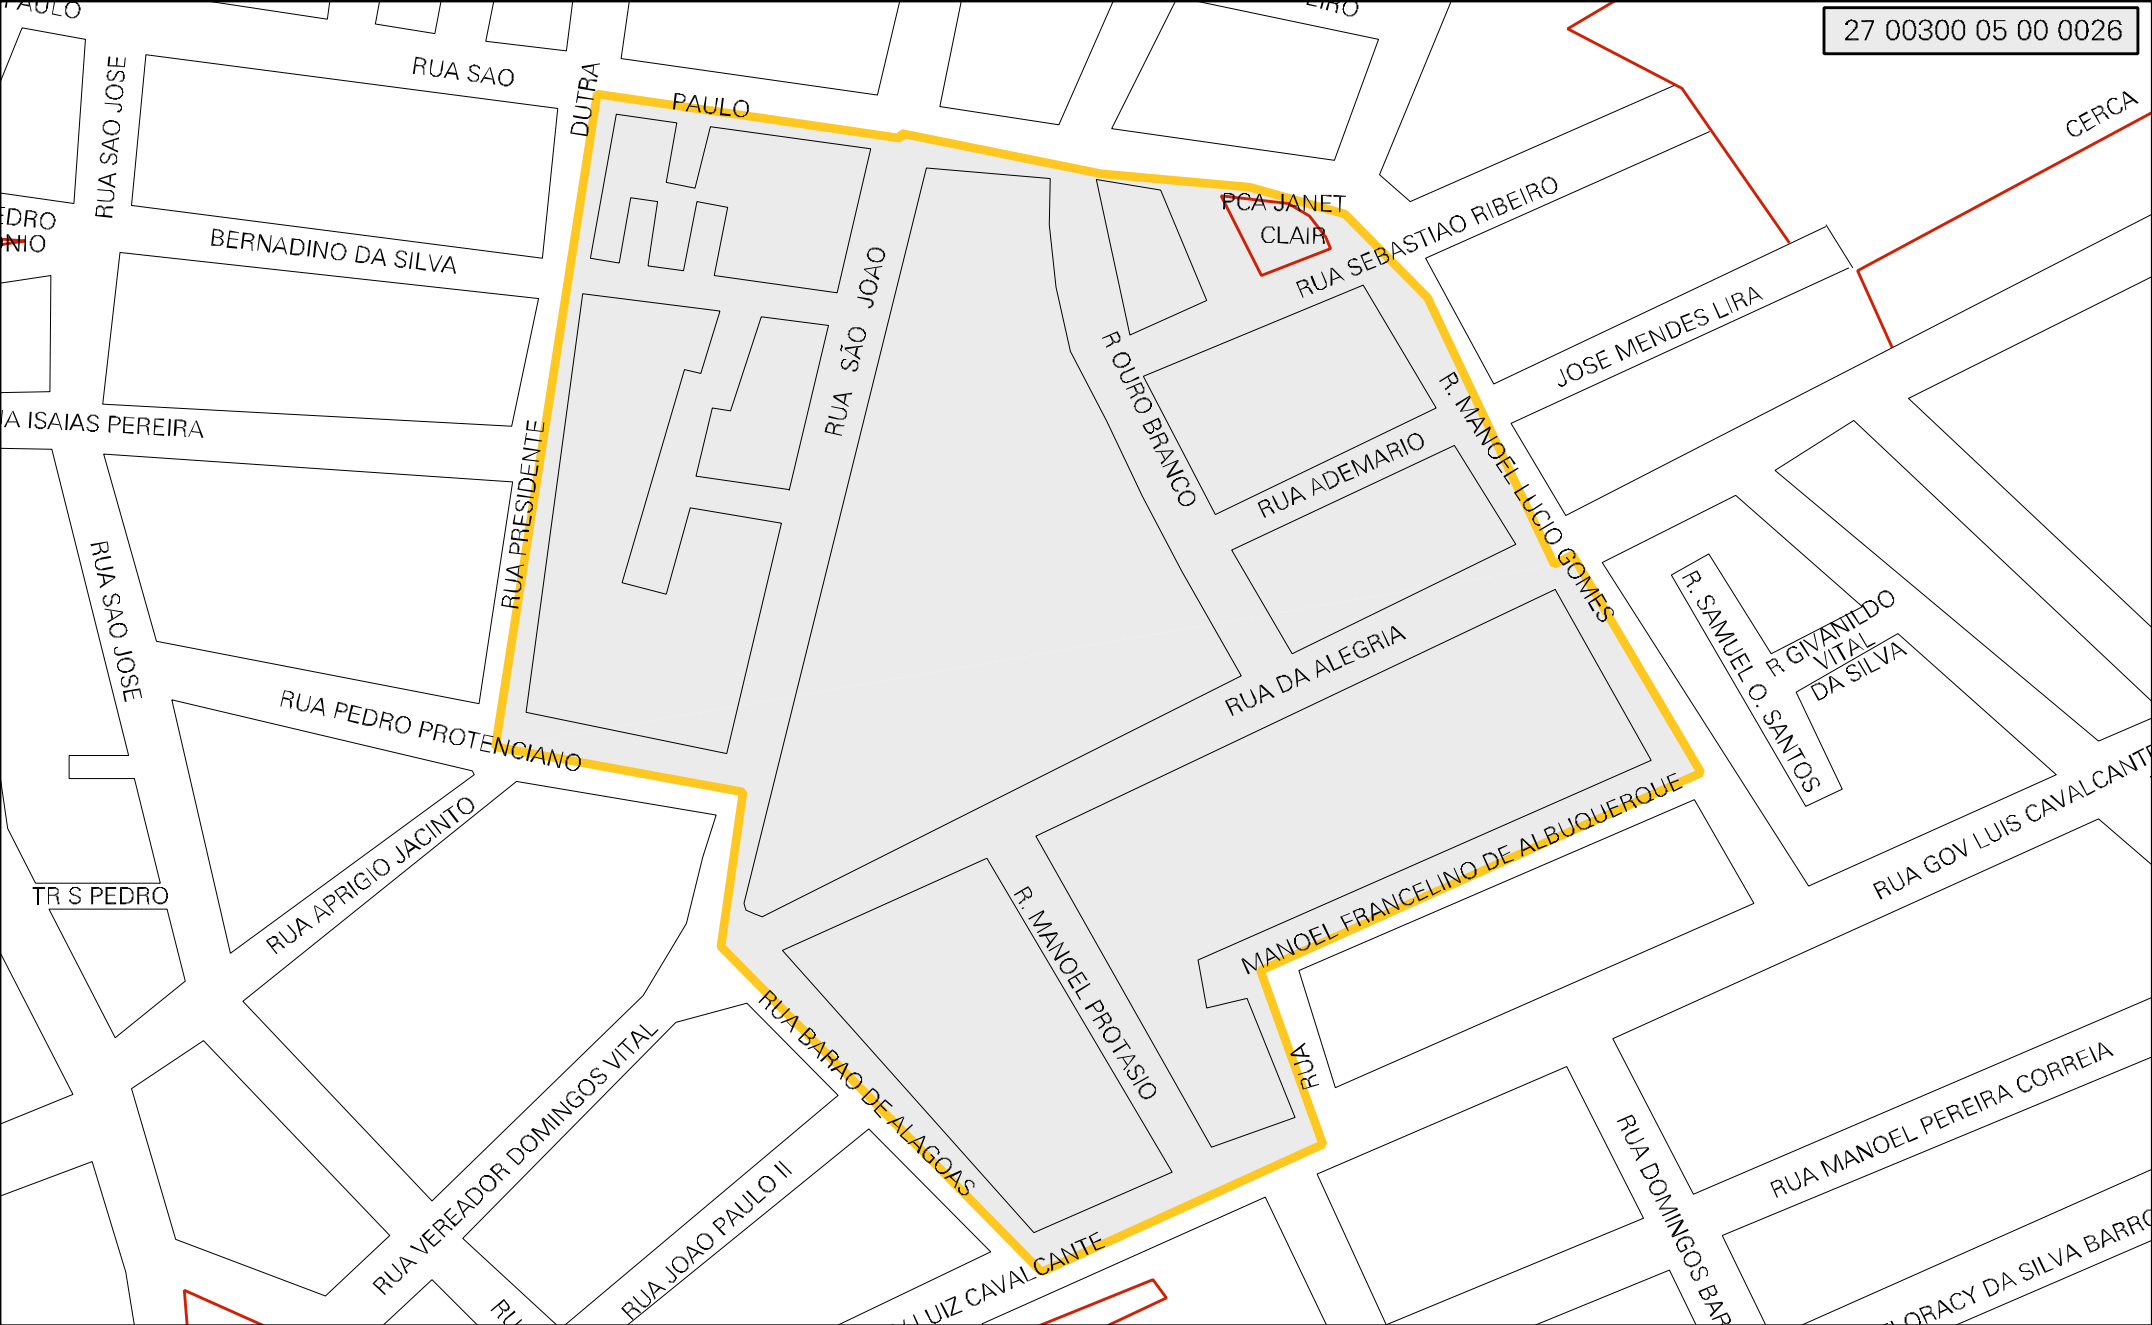 PAULO
27 00300 05 00 0026
RUA SAO
PAULO
DUTRA
RUA SAO JOSE
CERCA
PCA JANET
CLAIR
RUA SEBASTIAO RIBEIRO
BERNADINO DA SILVA
RUA SÃO JOAO
JOSE MENDES LIRA
R OURO BRANCO
R. MANOEL LUCIO GOMES
ISAIAS PEREIRA
RUA PRESIDENTE
RUA ADEMARIO
RUA SAO JOSE
R. SAMUEL O. SANTOS
R GIVANILDO
VITAL
DA SILVA
RUA DA ALEGRIA
RUA PEDRO PROTENCIANO
RUA GOV LUIS CAVALCANTE
MANOEL FRANCELINO DE ALBUQUERQUE
RUA
RUA APRIGIO JACINTO
TR S PEDRO
R. MANOEL PROTASIO
RUA BARAO DE ALAGOAS
RUA VEREADOR DOMINGOS VITAL
RUA JOAO PAULO II
RUA MANOEL PEREIRA CORREIA
RUA DOMINGOS BAR
LUIZ CAVALCANTE
DA SILVA BARRO